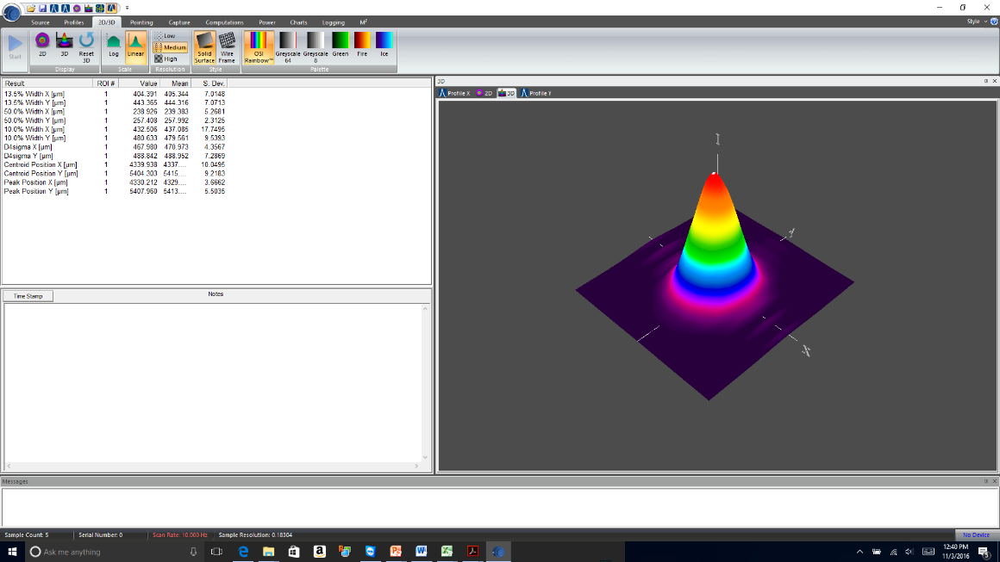 Source Profiles 2D/3D Pointing Capture Computations Power Charts Logging M² Style
Start
2D 3D Reset 3D
Log Linear
Low
Medium
High
Solid Surface Wire Frame
OSI Rainbow™ Greyscale 64 Greyscale 8 Green Fire Ice
Display Scale Resolution Style Palette
Result ROI # Value Mean S. Dev.
13.5% Width X [µm] 1 404.391 405.344 7.0148
13.5% Width Y [µm] 1 443.365 444.316 7.0713
50.0% Width X [µm] 1 238.926 239.383 5.2681
50.0% Width Y [µm] 1 257.408 257.992 2.3125
10.0% Width X [µm] 1 432.506 437.085 17.7495
10.0% Width Y [µm] 1 480.633 479.561 9.5393
D4sigma X [µm] 1 467.980 470.973 4.3567
D4sigma Y [µm] 1 488.842 488.952 7.2869
Centroid Position X [µm] 1 4339.938 4337.... 10.0495
Centroid Position Y [µm] 1 5404.303 5415.... 9.2183
Peak Position X [µm] 1 4330.212 4329.... 3.6662
Peak Position Y [µm] 1 5407.960 5413.... 5.5035
3D
Profile X 2D 3D Profile Y
I
Y
X
Time Stamp Notes
Messages
Sample Count: 5 Serial Number: 0 Scan Rate: 10.000 Hz Sample Resolution: 0.18304 No Device
Ask me anything
12:40 PM
11/3/2016
5